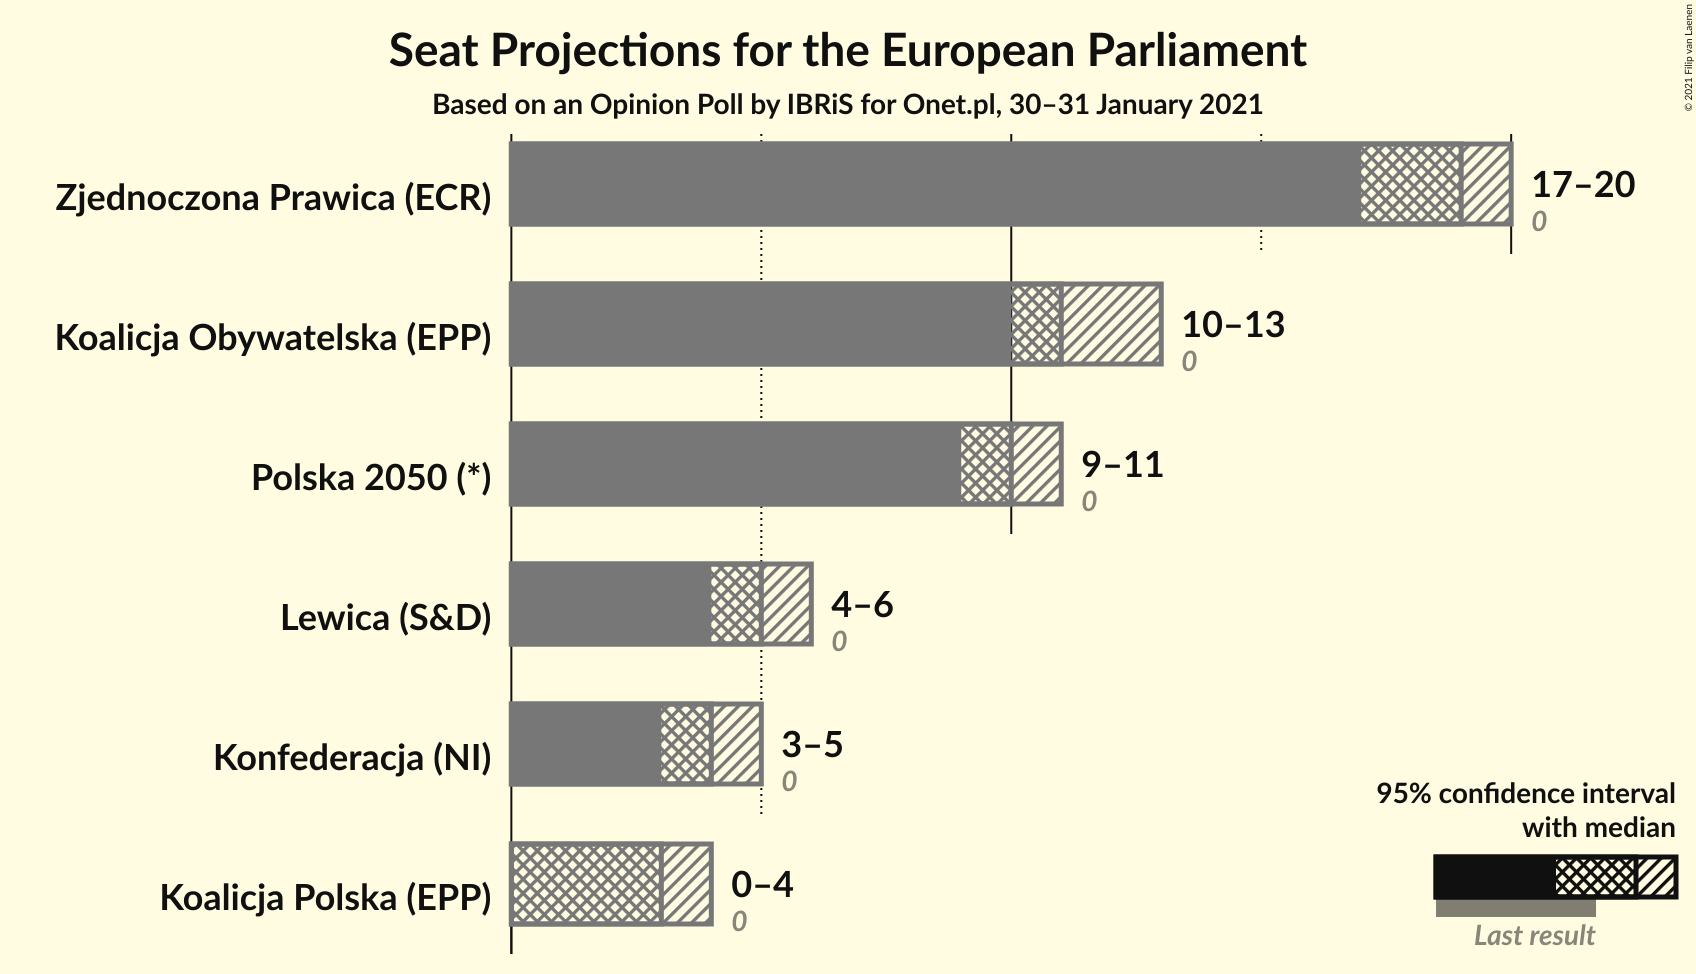 Seat Projections for the European Parliament
Based on an Opinion Poll by IBRiS for Onet.pl, 30–31 January 2021
© 2021 Filip van Laenen
Zjednoczona Prawica (ECR)
17–20
0
Koalicja Obywatelska (EPP)
10–13
0
Polska 2050 (*)
9–11
0
Lewica (S&D)
4–6
0
Konfederacja (NI)
3–5
0
Koalicja Polska (EPP)
0–4
0
95% confidence interval
with median
Last result